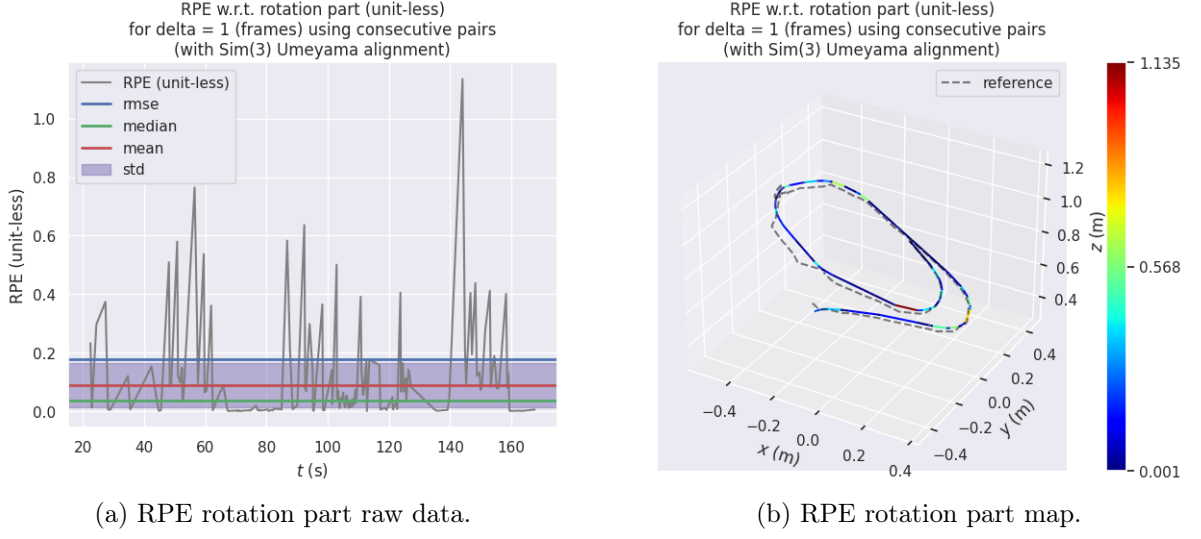 RPE w.r.t. rotation part (unit-less)
for delta = 1 (frames) using consecutive pairs
(with Sim(3) Umeyama alignment)
RPE (unit-less)
rmse
median
mean
std
RPE (unit-less)
1.0
0.8
0.6
0.4
0.2
0.0
20 40 60 80 100 120 140 160
t (s)
(a) RPE rotation part raw data.
RPE w.r.t. rotation part (unit-less)
for delta = 1 (frames) using consecutive pairs
(with Sim(3) Umeyama alignment)
reference
1.2
1.0
0.8
0.6
0.4
z (m)
0.4
0.2
0.0
−0.2
−0.4
y (m)
−0.4
−0.2
0.0
0.2
0.4
x (m)
1.135
0.568
0.001
(b) RPE rotation part map.